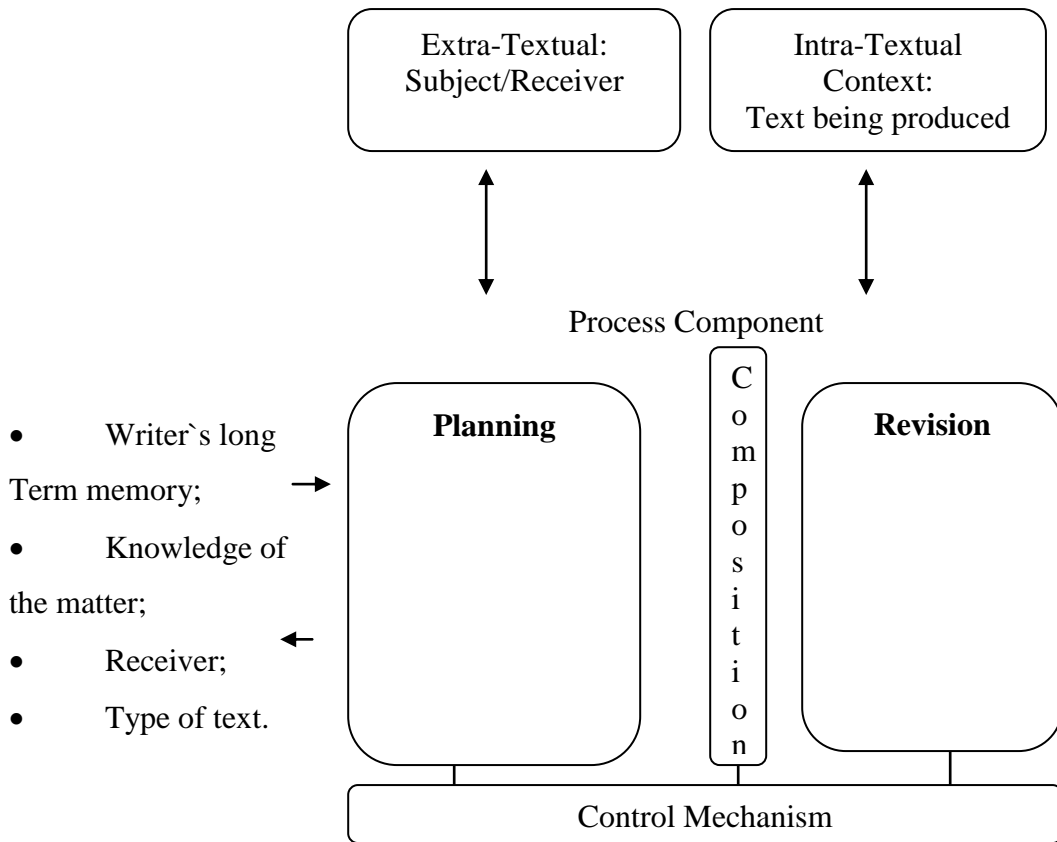 Extra-Textual:
Subject/Receiver
Intra-Textual
Context:
Text being produced
Process Component
• Writer`s long
Term memory;
• Knowledge of
the matter;
• Receiver;
• Type of text.
Planning
Composition
Revision
Control Mechanism